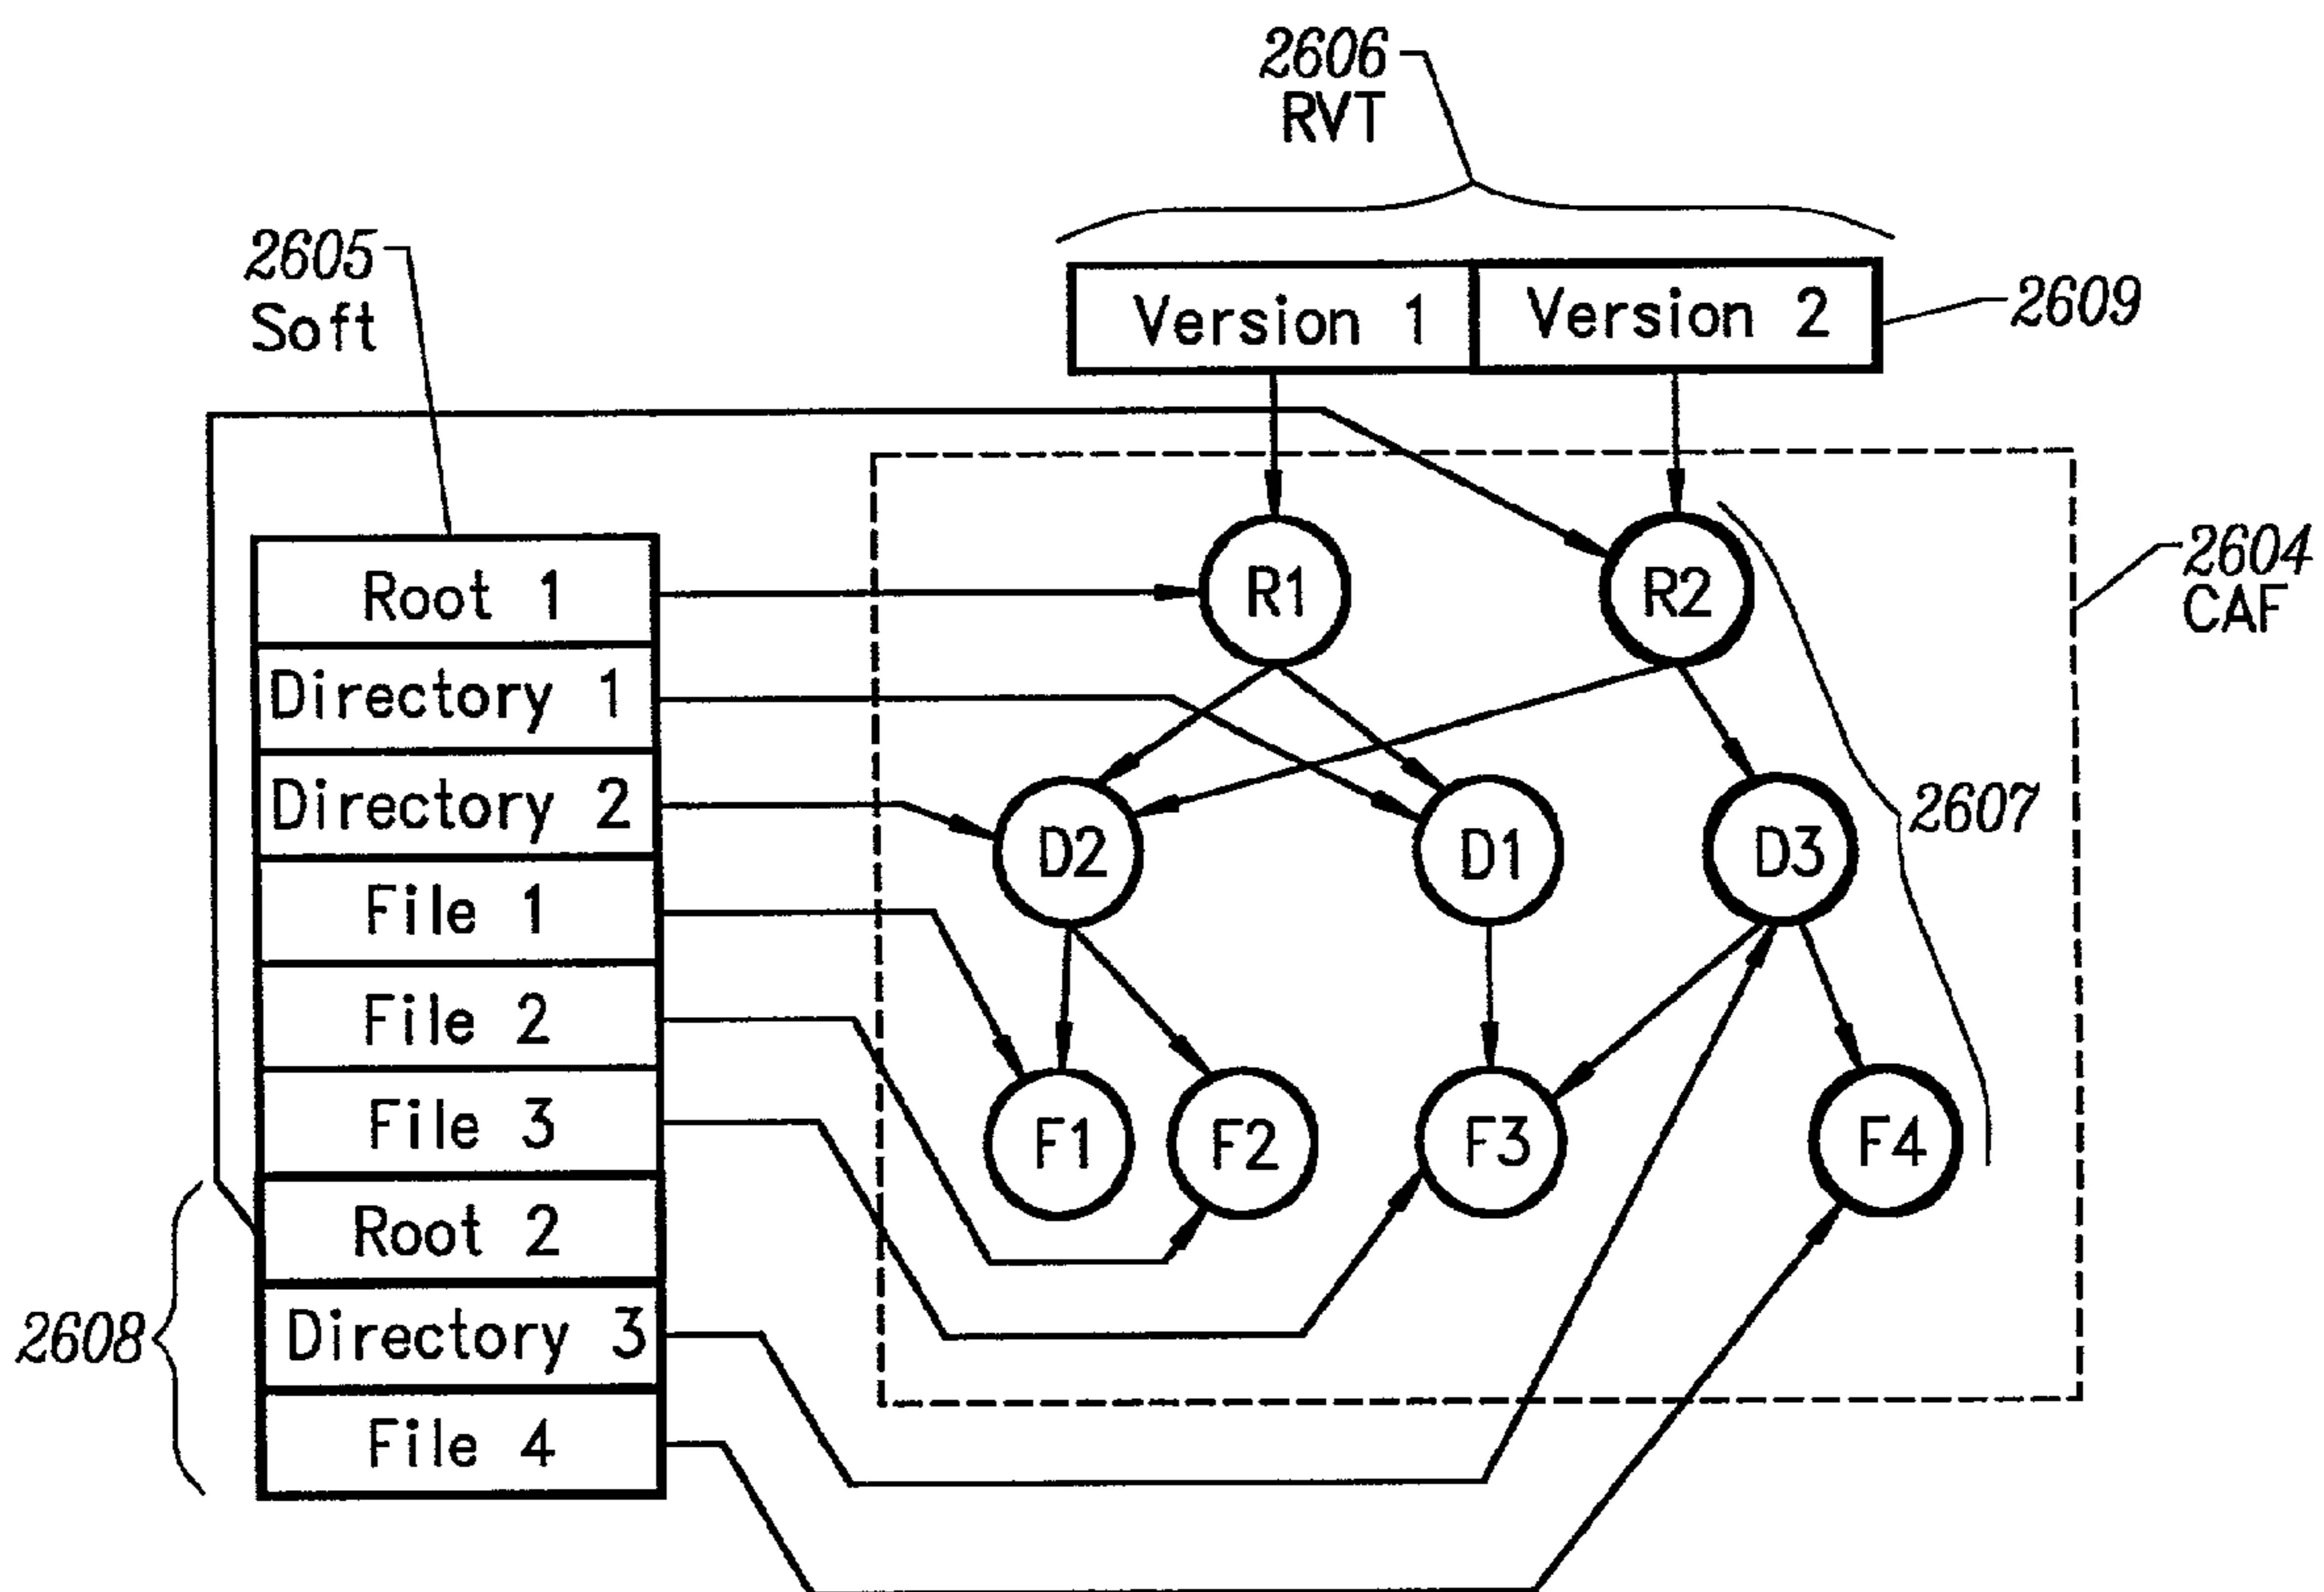 2606
RVT
2605
Soft
Version 1
Version 2
2609
2604
CAF
Root 1
Directory 1
Directory 2
File 1
File 2
File 3
Root 2
Directory 3
File 4
2608
R1
R2
D2
D1
D3
2607
F1
F2
F3
F4